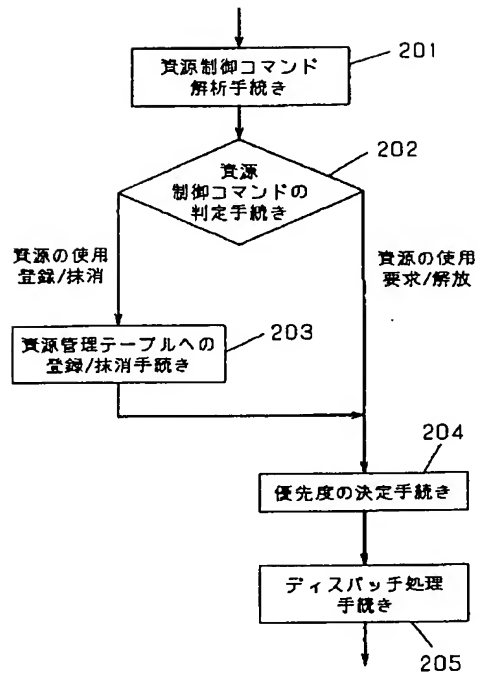 資源制御コマンド
解析手続き
201
資源
制御コマンドの
判定手続き
202
資源の使用
登録/抹消
資源の使用
要求/解放
資源管理テーブルへの
登録/抹消手続き
203
204
優先度の決定手続き
ディスパッチ処理
手続き
205